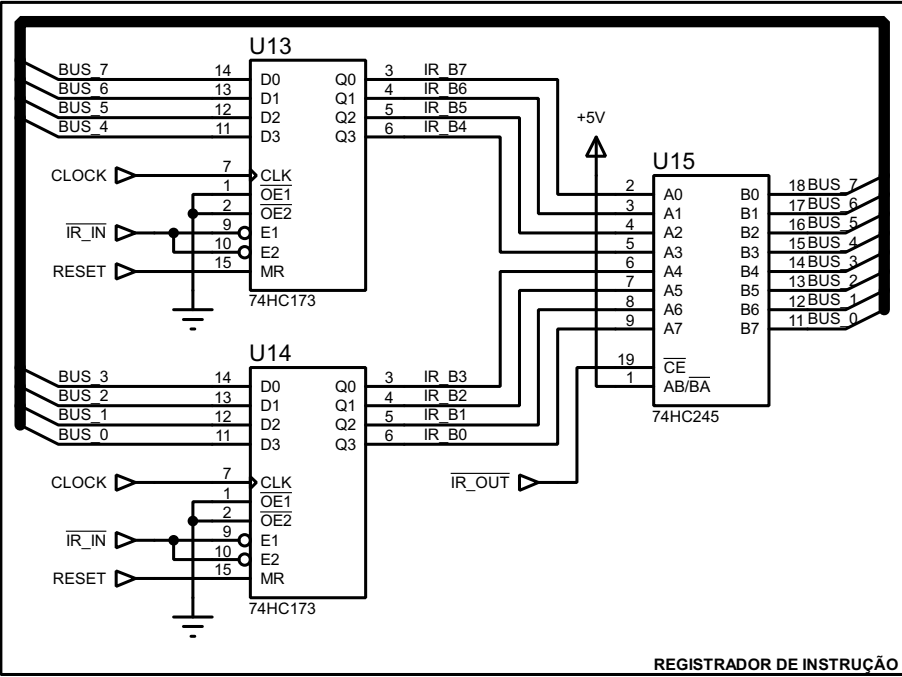 U13
BUS_7 14 D0 Q0 3 IR_B7
BUS_6 13 D1 Q1 4 IR_B6
BUS_5 12 D2 Q2 5 IR_B5
BUS_4 11 D3 Q3 6 IR_B4
CLOCK 7 CLK
1 OE1
2 OE2
IR_IN 9 E1
10 E2
RESET 15 MR
74HC173
+5V
U15
2 A0 B0 18 BUS_7
3 A1 B1 17 BUS_6
4 A2 B2 16 BUS_5
5 A3 B3 15 BUS_4
6 A4 B4 14 BUS_3
7 A5 B5 13 BUS_2
8 A6 B6 12 BUS_1
9 A7 B7 11 BUS_0
19 CE
1 AB/BA
74HC245
U14
BUS_3 14 D0 Q0 3 IR_B3
BUS_2 13 D1 Q1 4 IR_B2
BUS_1 12 D2 Q2 5 IR_B1
BUS_0 11 D3 Q3 6 IR_B0
CLOCK 7 CLK
1 OE1
2 OE2
IR_IN 9 E1
10 E2
RESET 15 MR
74HC173
IR_OUT
REGISTRADOR DE INSTRUÇÃO